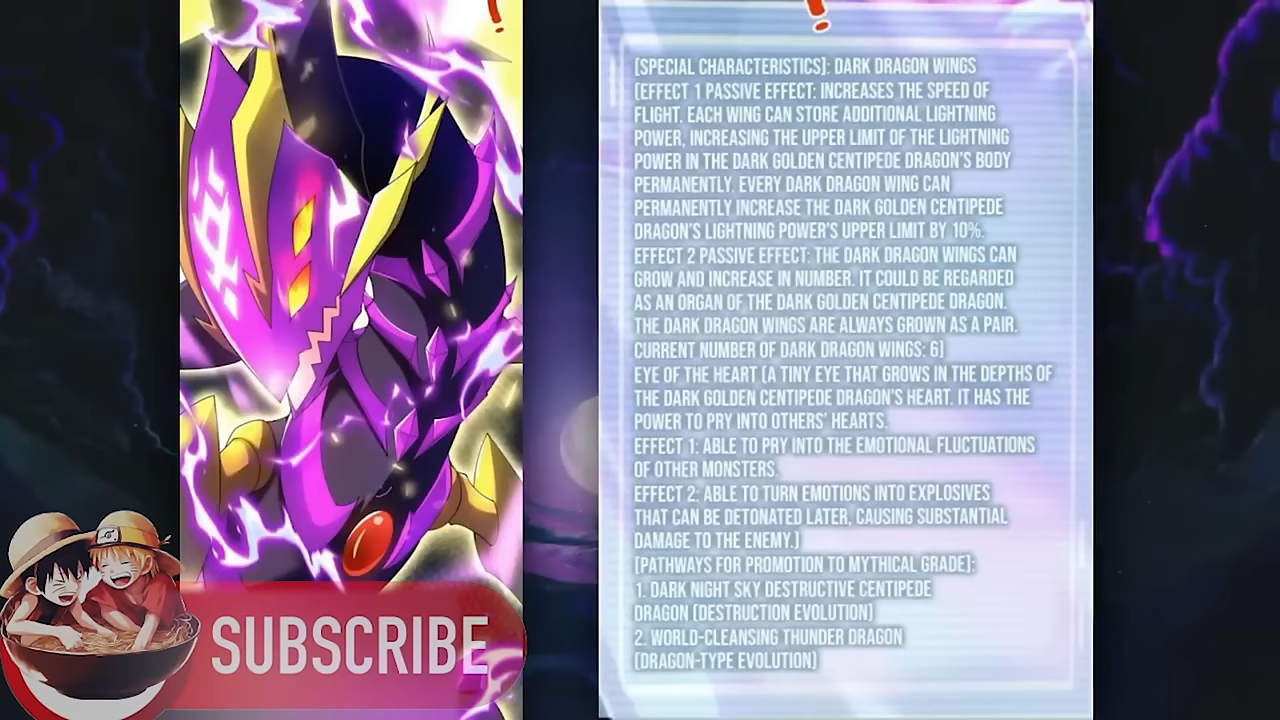 [SPECIAL CHARACTERISTICS]: DARK DRAGON WINGS
(EFFECT 1 PASSIVE EFFECT: INCREASES THE SPEED OF
FLIGHT. EACH WING CAN STORE ADDITIONAL LIGHTNING
POWER, INCREASING THE UPPER LIMIT OF THE LIGHTNING
POWER IN THE DARK GOLDEN CENTIPEDE DRAGON'S BODY
PERMANENTLY. EVERY DARK DRAGON WING CAN
PERMANENTLY INCREASE THE DARK GOLDEN CENTIPEDE
DRAGON'S LIGHTNING POWER'S UPPER LIMIT BY 10%.
EFFECT 2 PASSIVE EFFECT: THE DARK DRAGON WINGS CAN
GROW AND INCREASE IN NUMBER. IT COULD BE REGARDED
AS AN ORGAN OF THE DARK GOLDEN CENTIPEDE DRAGON.
THE DARK DRAGON WINGS ARE ALWAYS GROWN AS A PAIR.
CURRENT NUMBER OF DARK DRAGON WINGS: 6)
EYE OF THE HEART (A TINY EYE THAT GROWS IN THE DEPTHS OF
THE DARK GOLDEN CENTIPEDE DRAGON'S HEART. IT HAS THE
POWER TO PRY INTO OTHERS' HEARTS.
EFFECT 1: ABLE TO PRY INTO THE EMOTIONAL FLUCTUATIONS
OF OTHER MONSTERS.
EFFECT 2: ABLE TO TURN EMOTIONS INTO EXPLOSIVES
THAT CAN BE DETONATED LATER, CAUSING SUBSTANTIAL
DAMAGE TO THE ENEMY.)
[PATHWAYS FOR PROMOTION TO MYTHICAL GRADE]:
1. DARK NIGHT SKY DESTRUCTIVE CENTIPEDE
DRAGON (DESTRUCTION EVOLUTION)
2. WORLD-CLEANSING THUNDER DRAGON
(DRAGON-TYPE EVOLUTION)
SUBSCRIBE